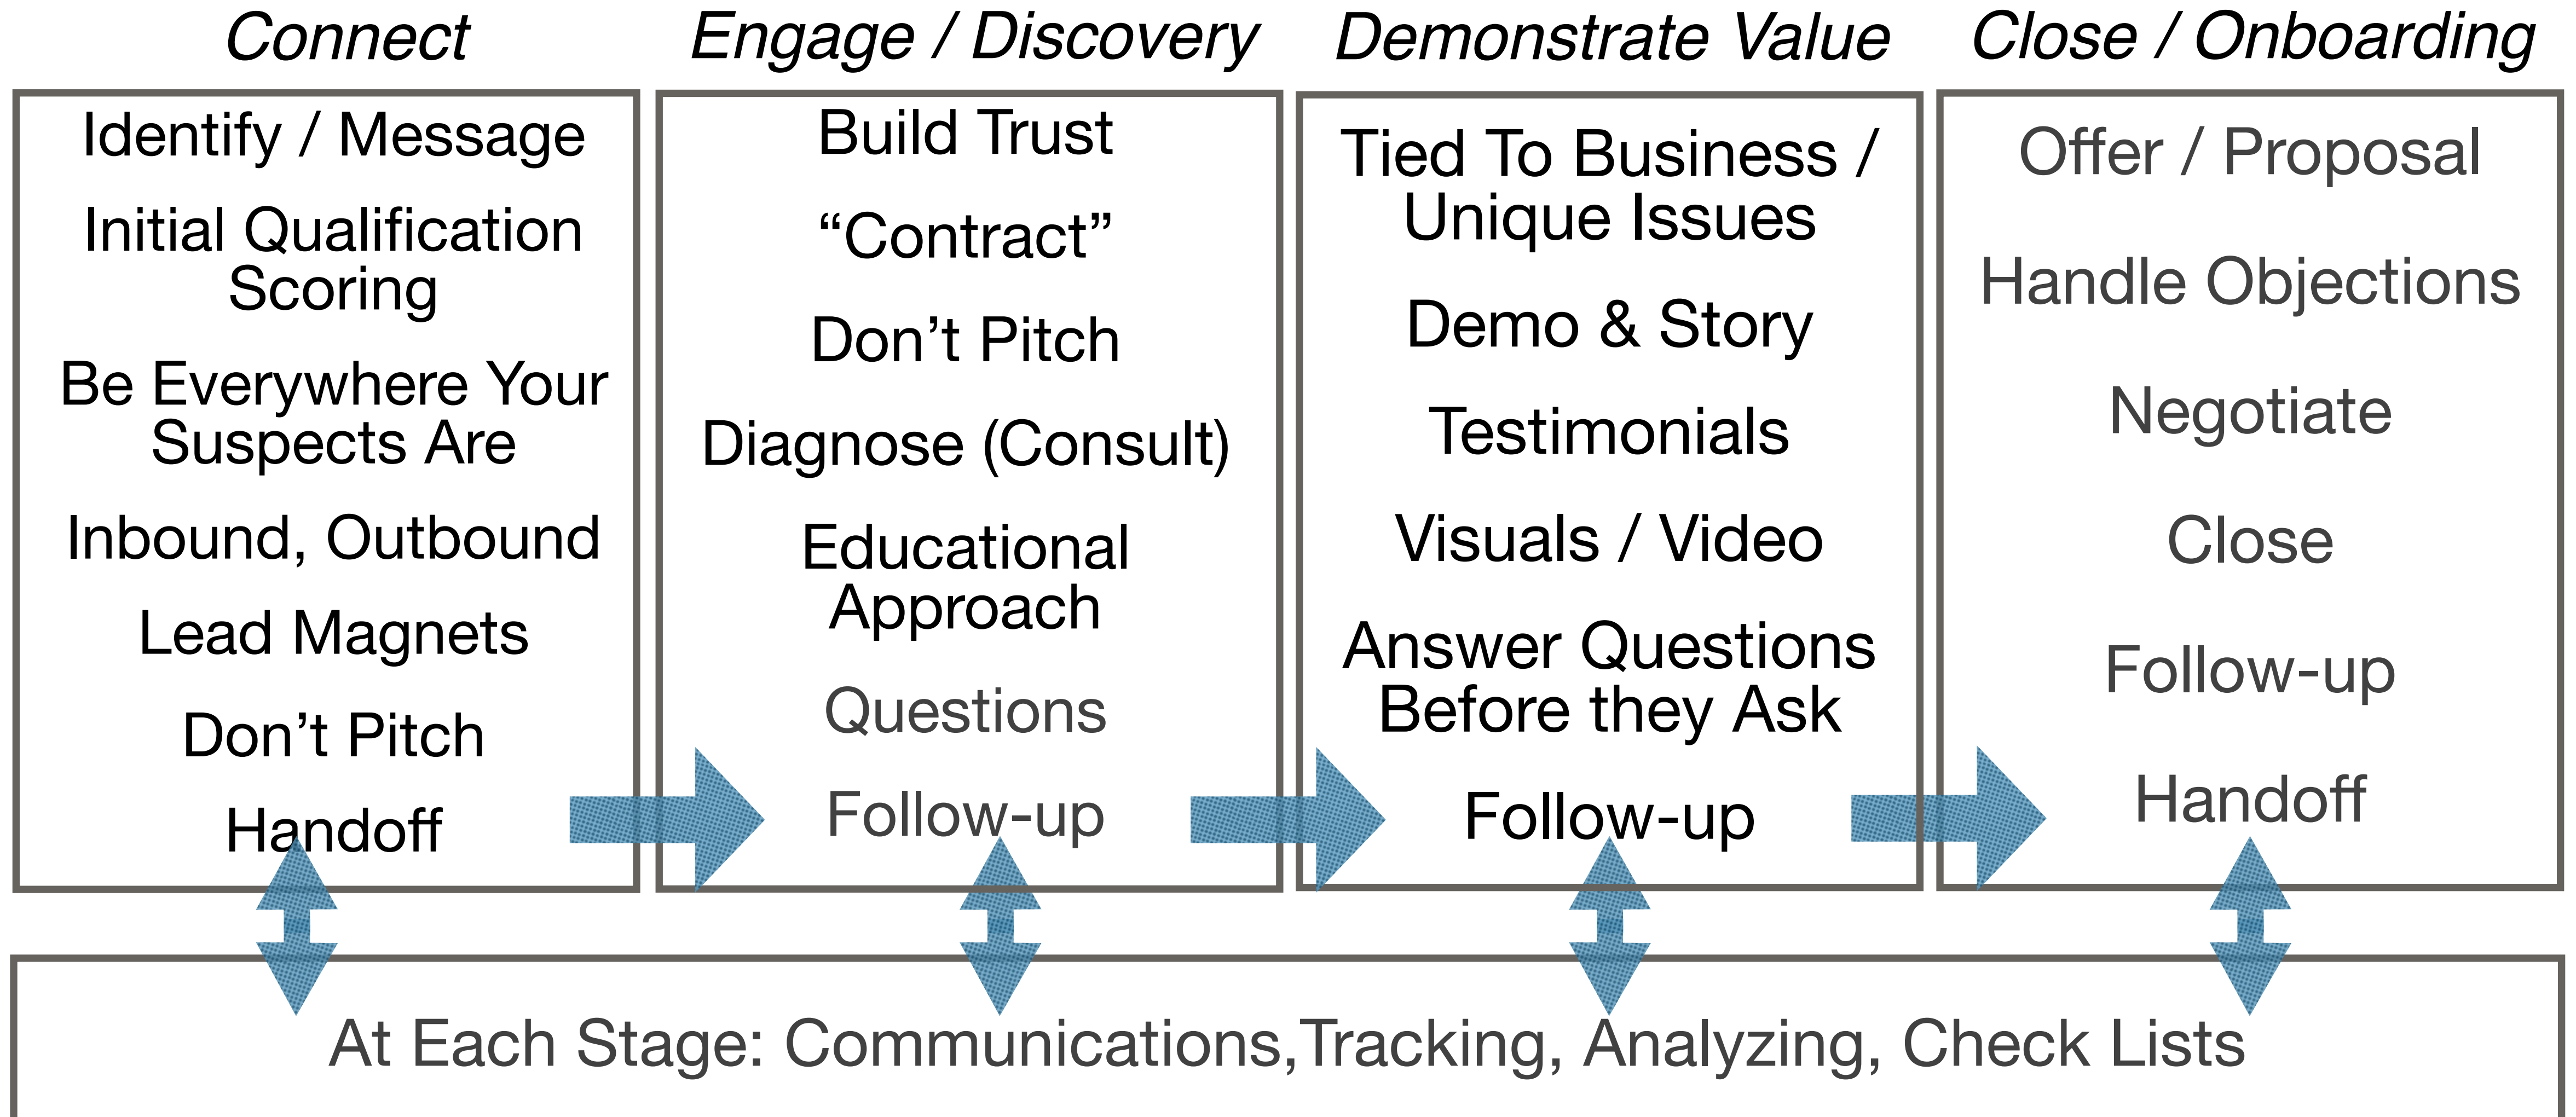 Connect
Identify / Message
Initial Qualification
Scoring
Be Everywhere Your
Suspects Are
Inbound, Outbound
Lead Magnets
Don’t Pitch
Handoff
Engage / Discovery
Build Trust
“Contract”
Don’t Pitch
Diagnose (Consult)
Educational
Approach
Questions
Follow-up
Demonstrate Value
Tied To Business /
Unique Issues
Demo & Story
Testimonials
Visuals / Video
Answer Questions
Before they Ask
Follow-up
Close / Onboarding
Offer / Proposal
Handle Objections
Negotiate
Close
Follow-up
Handoff
At Each Stage: Communications,Tracking, Analyzing, Check Lists